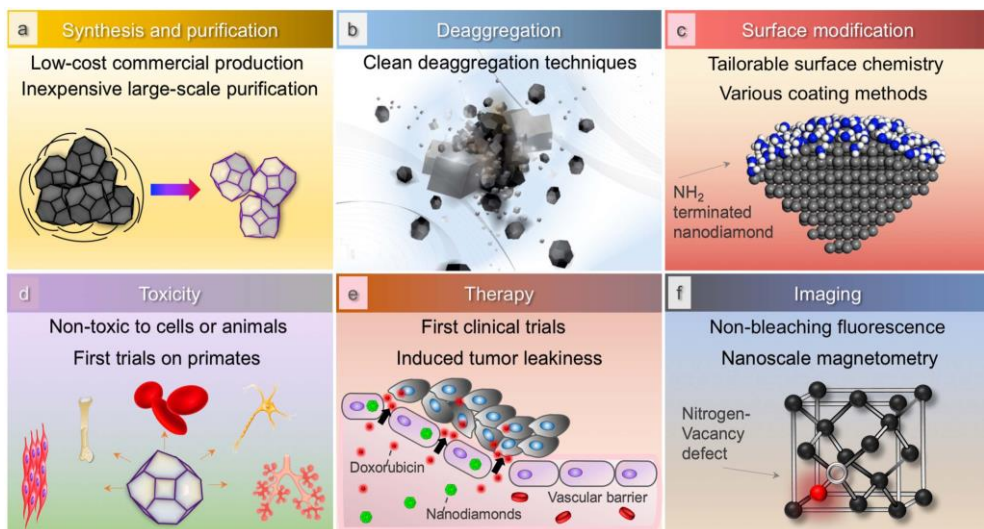 a
Synthesis and purification
Low-cost commercial production
Inexpensive large-scale purification
b
Deaggregation
Clean deaggregation techniques
c
Surface modification
Tailorable surface chemistry
Various coating methods
NH₂
terminated
nanodiamond
d
Toxicity
Non-toxic to cells or animals
First trials on primates
e
Therapy
First clinical trials
Induced tumor leakiness
Doxorubicin
Nanodiamonds
Vascular barrier
f
Imaging
Non-bleaching fluorescence
Nanoscale magnetometry
Nitrogen-
Vacancy
defect